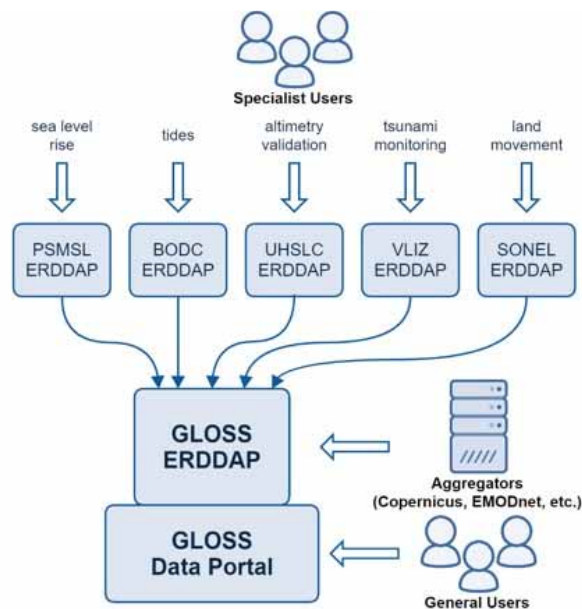 Specialist Users
sea level
rise
tides
altimetry
validation
tsunami
monitoring
land
movement
PSMSL
ERDDAP
BODC
ERDDAP
UHSLC
ERDDAP
VLIZ
ERDDAP
SONEL
ERDDAP
GLOSS
ERDDAP
Aggregators
(Copernicus, EMODnet, etc.)
GLOSS
Data Portal
General Users